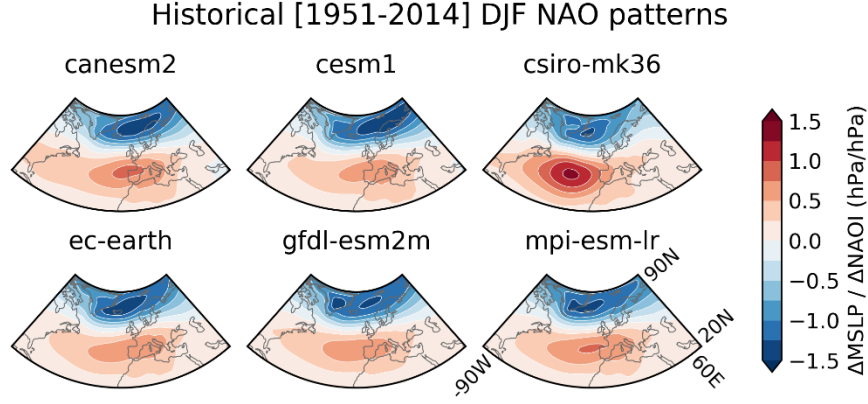 Historical [1951-2014] DJF NAO patterns
canesm2
cesm1
csiro-mk36
ec-earth
gfdl-esm2m
mpi-esm-lr
90N
20N
60E
-90W
1.5
1.0
0.5
0.0
−0.5
−1.0
−1.5
ΔMSLP / ΔNAOI (hPa/hPa)